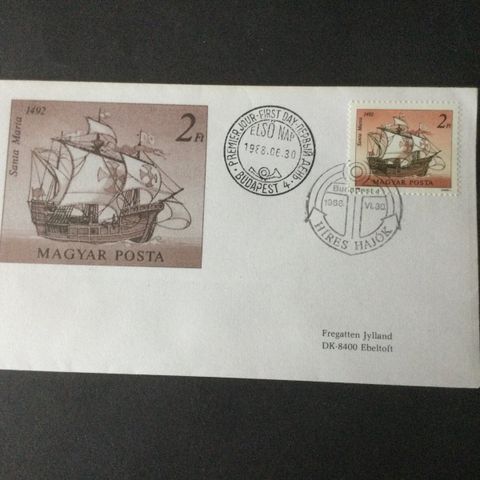 1492
Santa Maria
2Ft
MAGYAR POSTA
PREMIER JOUR-FIRST DAY-ПЕРВЫЙ ДЕНЬ
ELSŐ NAP
1988.06.30
BUDAPEST 4.
1492
Santa Maria
2Ft
MAGYAR POSTA
Budapest 4
1988. VI.30.
HÍRES HAJÓK
Fregatten Jylland
DK-8400 Ebeltoft